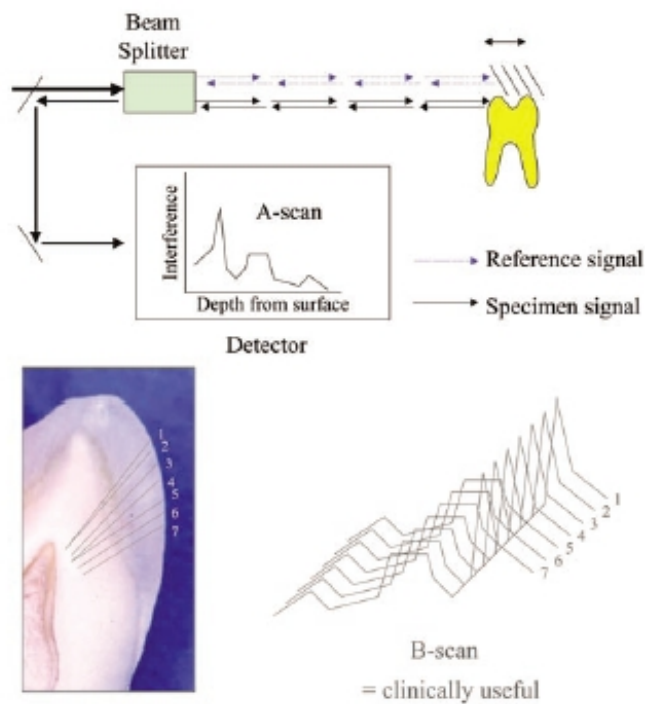 Beam
Splitter
A-scan
Interference
Depth from surface
Detector
Reference signal
Specimen signal
1
2
3
4
5
6
7
1
2
3
4
5
6
7
B-scan
= clinically useful